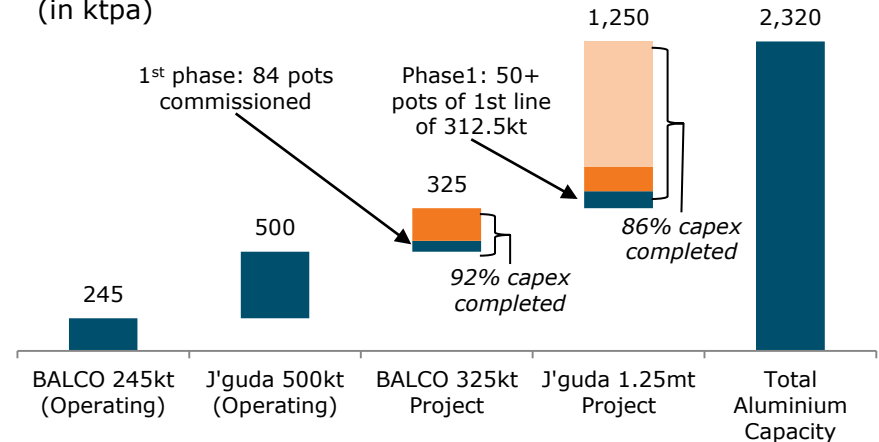 (in ktpa)
1,250
2,320
1st phase: 84 pots
commissioned
Phase1: 50+
pots of 1st line
of 312.5kt
325
500
245
86% capex
completed
92% capex
completed
BALCO 245kt
(Operating)
J'guda 500kt
(Operating)
BALCO 325kt
Project
J'guda 1.25mt
Project
Total
Aluminium
Capacity